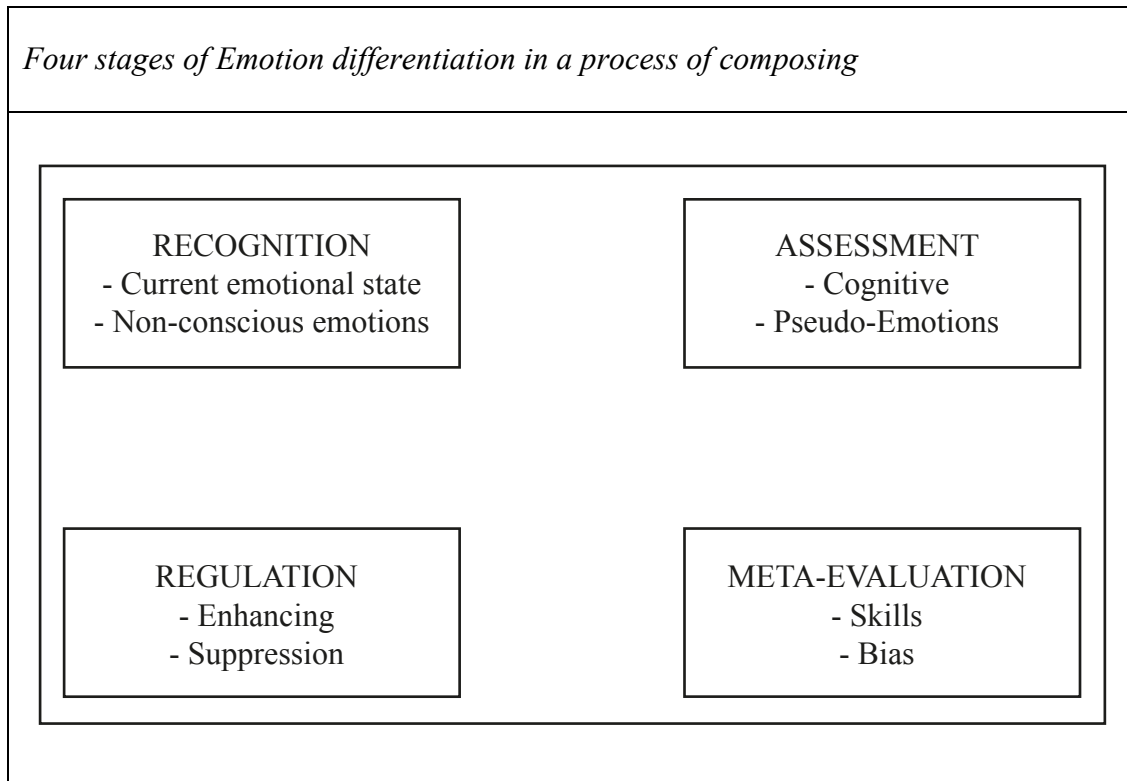 Four stages of Emotion differentiation in a process of composing
RECOGNITION
- Current emotional state
- Non-conscious emotions
ASSESSMENT
- Cognitive
- Pseudo-Emotions
REGULATION
- Enhancing
- Suppression
META-EVALUATION
- Skills
- Bias